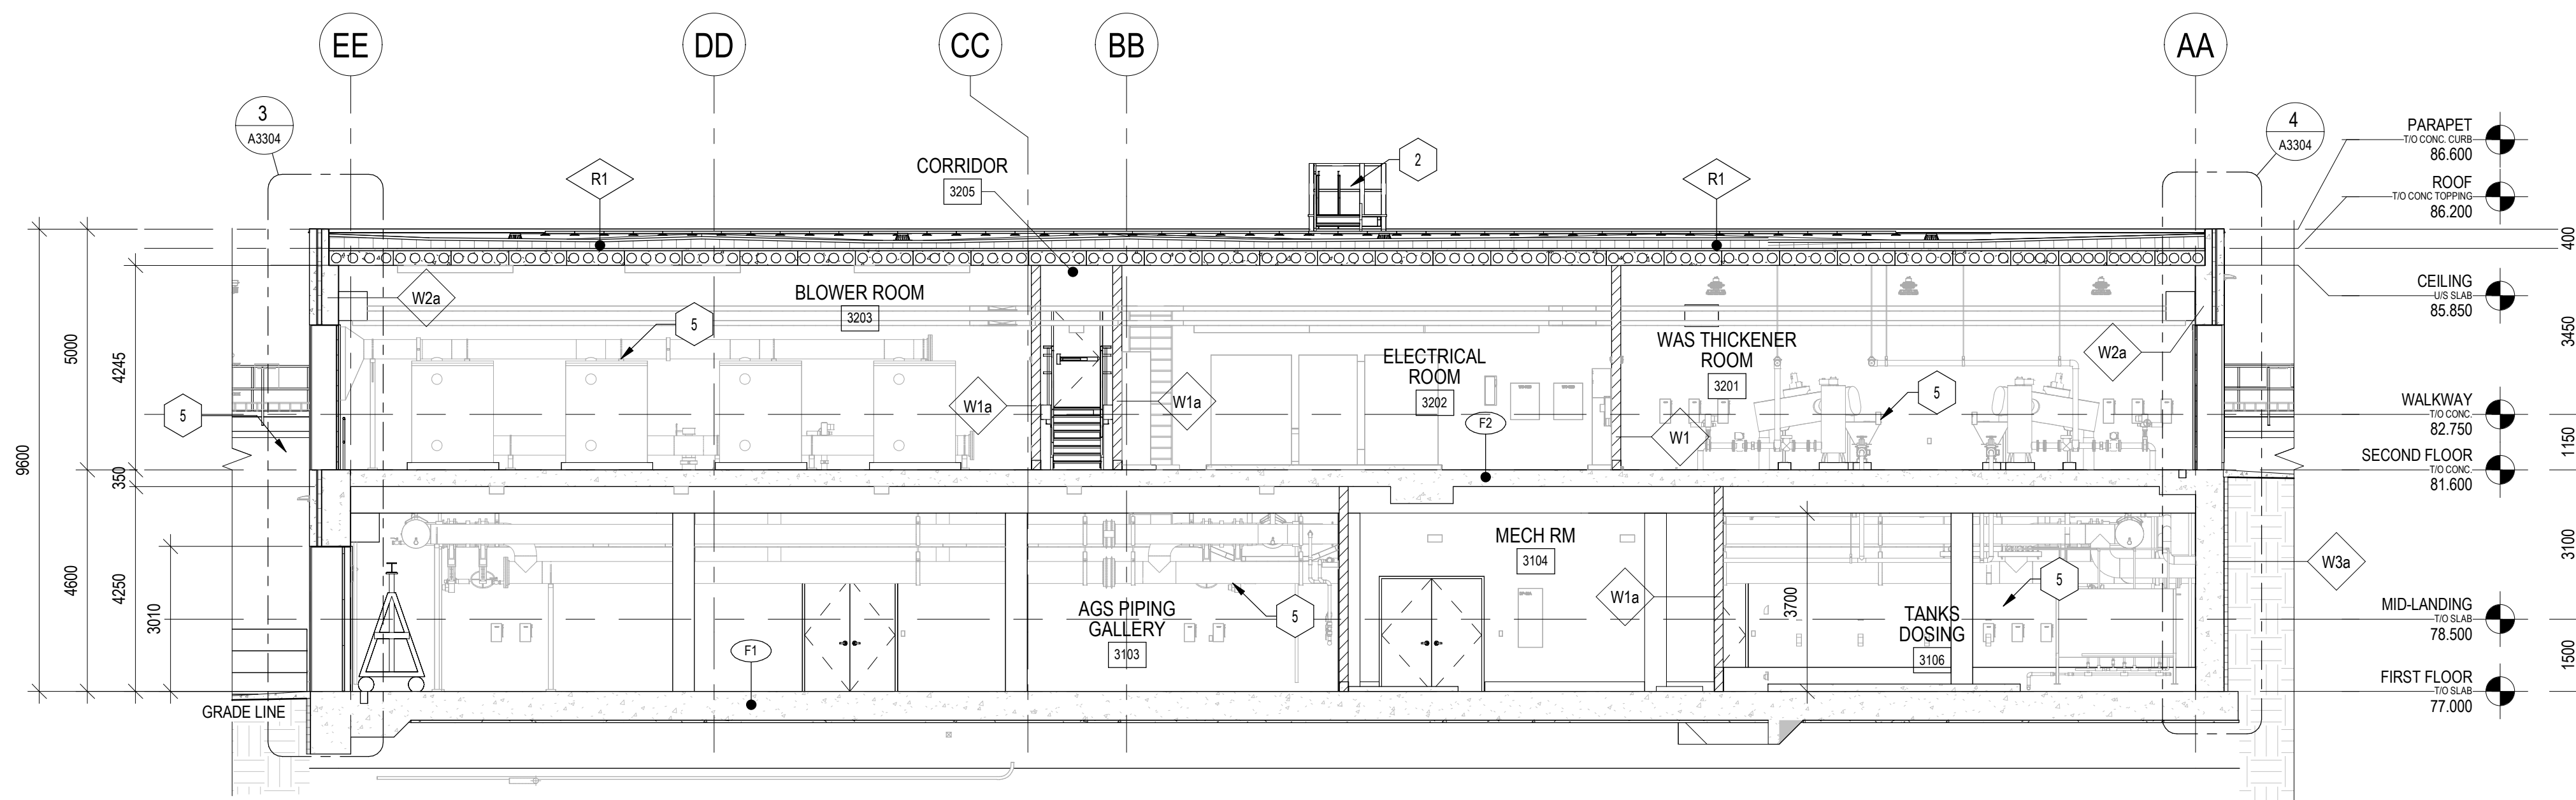 EE
DD
CC
BB
AA
3
A3304
4
A3304
PARAPET
T/O CONC. CURB
86.600
ROOF
T/O CONC TOPPING
86.200
CEILING
U/S SLAB
85.850
WALKWAY
T/O CONC.
82.750
SECOND FLOOR
T/O CONC.
81.600
MID-LANDING
T/O SLAB
78.500
FIRST FLOOR
T/O SLAB
77.000
400
3450
1150
3100
1500
9600
5000
4600
4245
350
4250
3010
R1
CORRIDOR
3205
2
R1
W2a
5
BLOWER ROOM
3203
ELECTRICAL
ROOM
3202
WAS THICKENER
ROOM
3201
W2a
5
5
W1a
W1a
F2
W1
MECH RM
3104
W3a
AGS PIPING
GALLERY
3103
5
W1a
3700
TANKS
DOSING
3106
5
F1
GRADE LINE